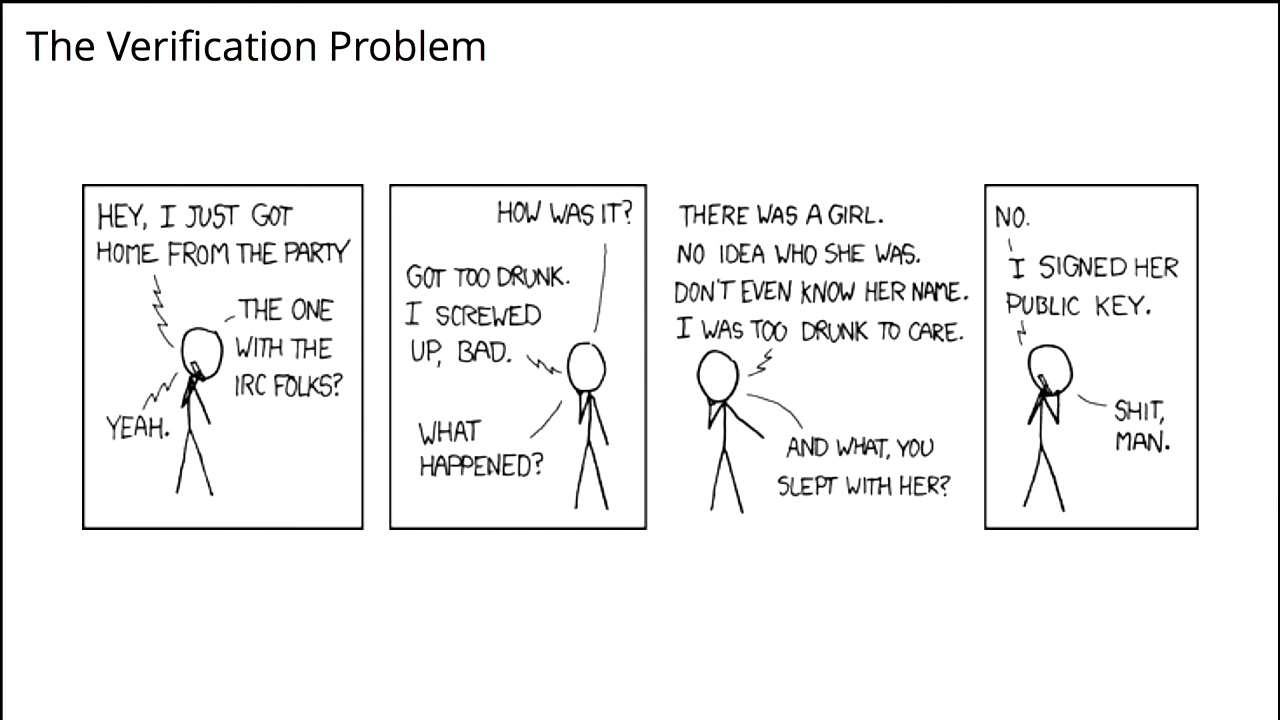 The Verification Problem
HEY, I JUST GOT
HOME FROM THE PARTY
THE ONE
WITH THE
IRC FOLKS?
YEAH.
HOW WAS IT?
GOT TOO DRUNK.
I SCREWED
UP, BAD.
WHAT
HAPPENED?
THERE WAS A GIRL.
NO IDEA WHO SHE WAS.
DON'T EVEN KNOW HER NAME.
I WAS TOO DRUNK TO CARE.
AND WHAT, YOU
SLEPT WITH HER?
NO.
I SIGNED HER
PUBLIC KEY.
SHIT,
MAN.